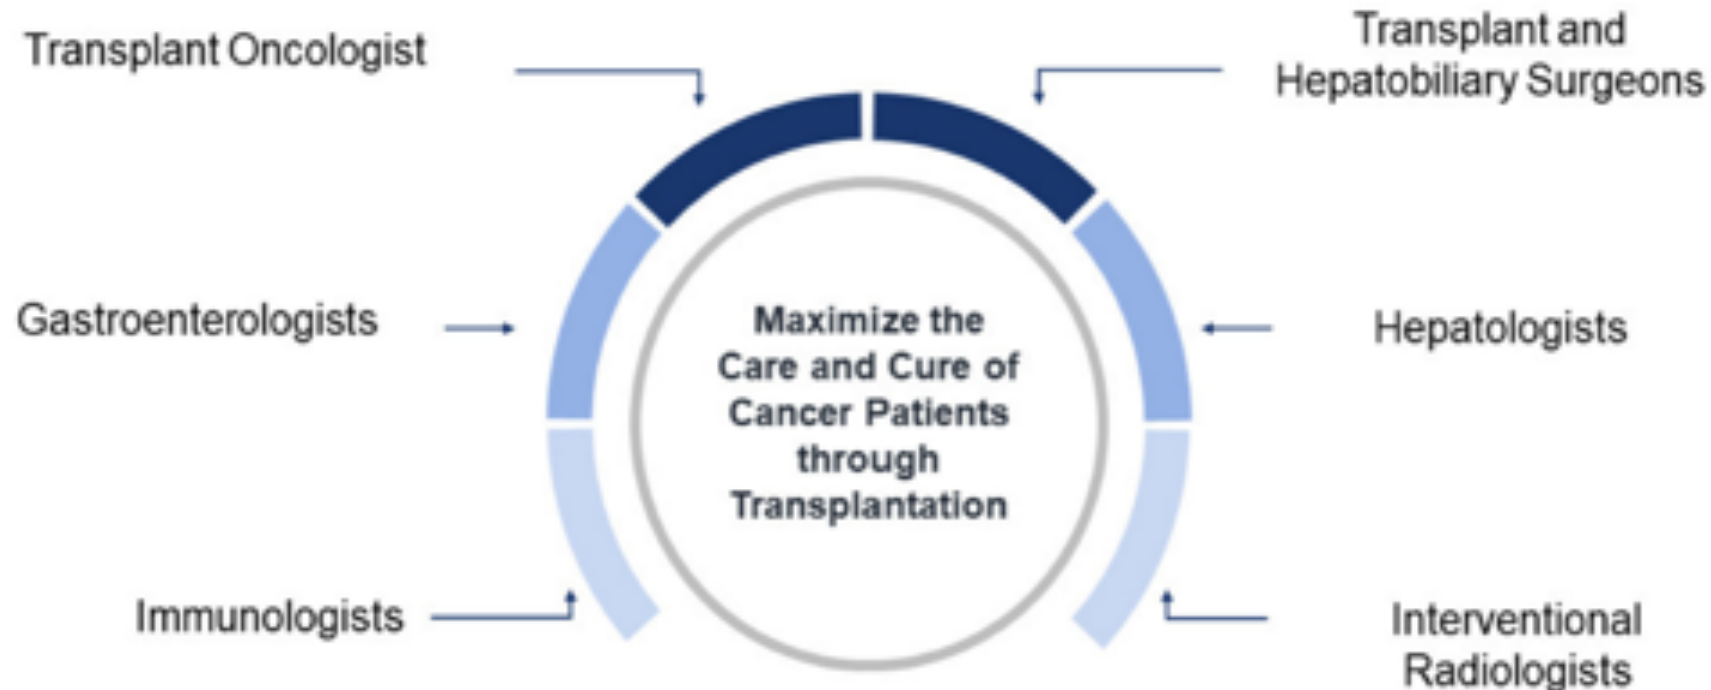 Transplant Oncologist
Transplant and
Hepatobiliary Surgeons
Gastroenterologists
Maximize the
Care and Cure of
Cancer Patients
through
Transplantation
Hepatologists
Immunologists
Interventional
Radiologists